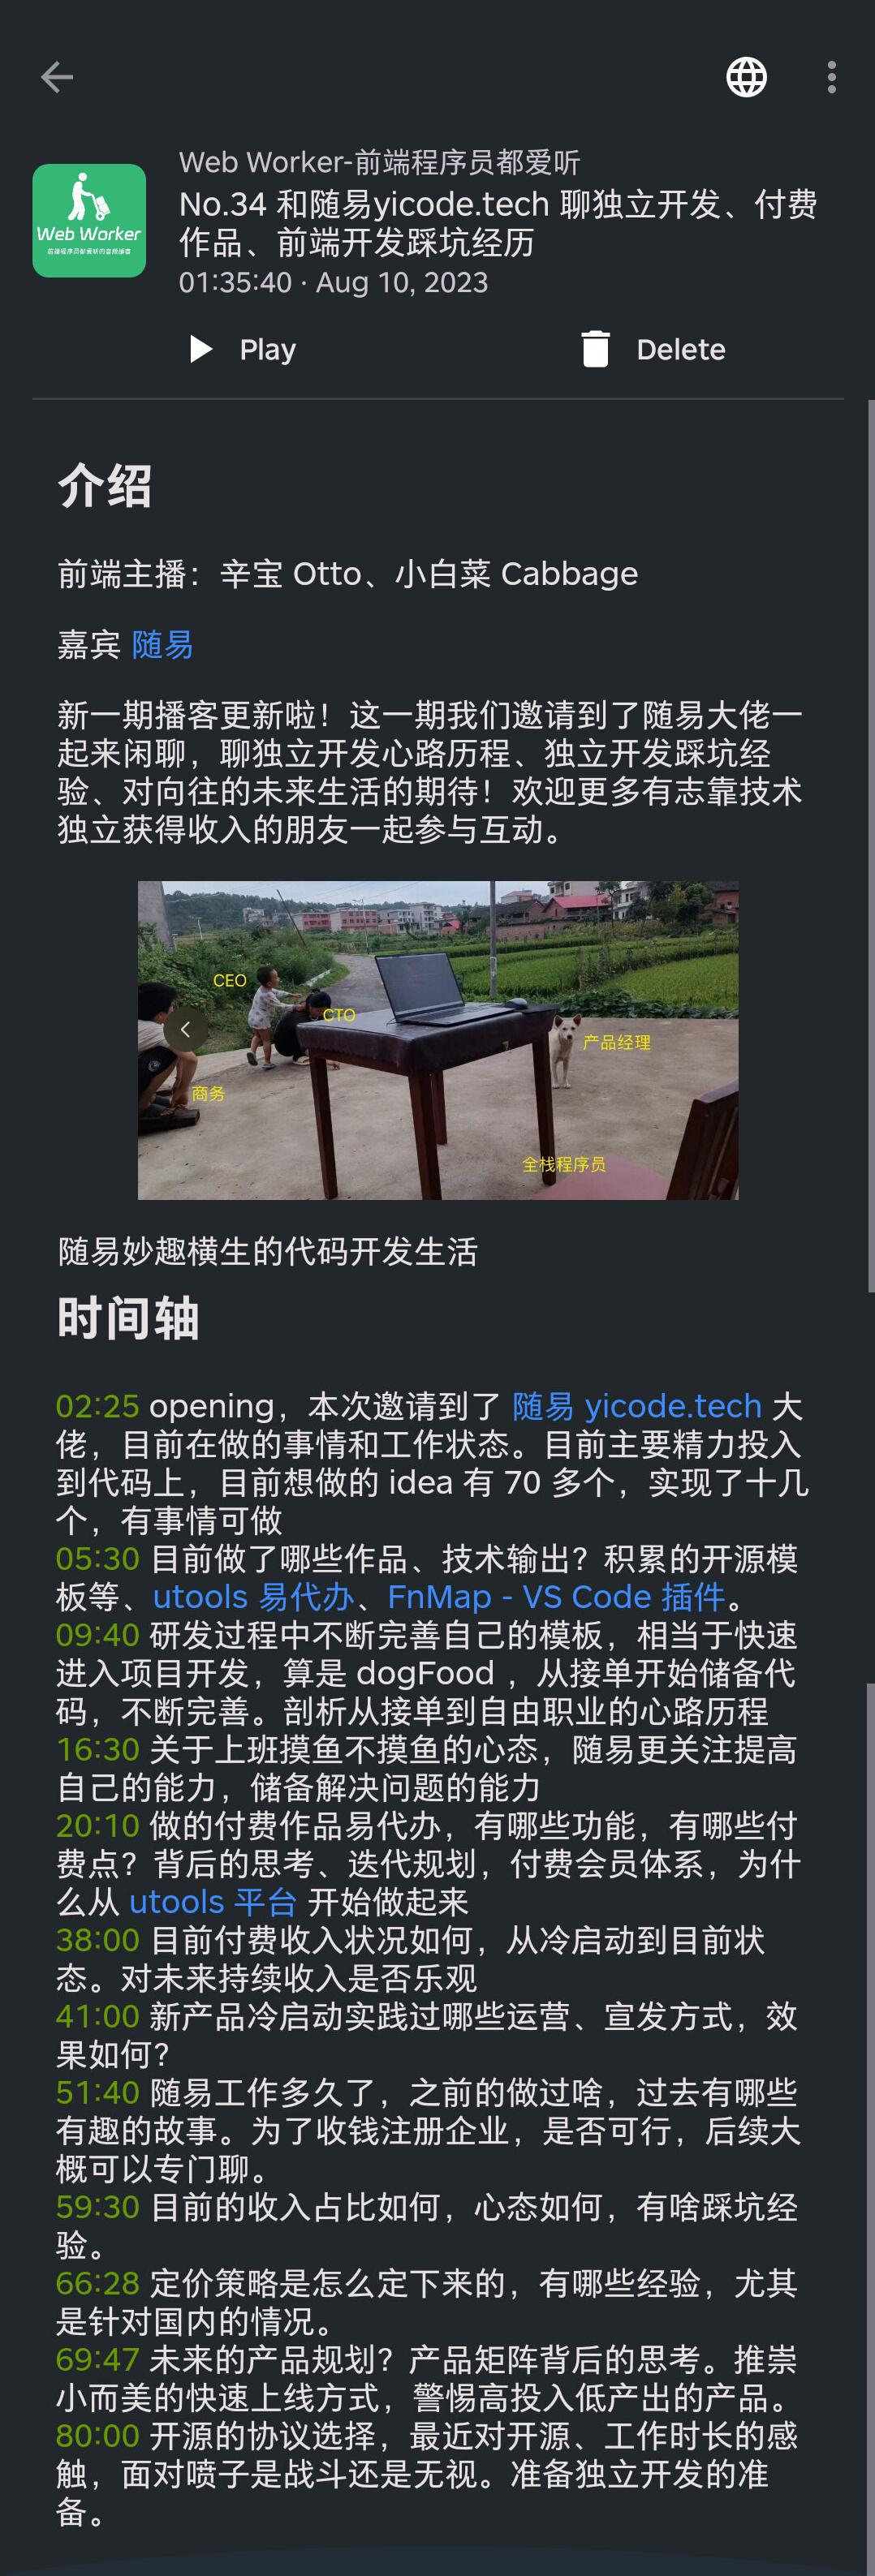 Web Worker-前端程序员都爱听
No.34 和随易yicode.tech 聊独立开发、付费
作品、前端开发踩坑经历
01:35:40 · Aug 10, 2023
Web Worker
前端程序员都爱听的音频播客
Play
Delete
介绍
前端主播：辛宝 Otto、小白菜 Cabbage
嘉宾 随易
新一期播客更新啦！这一期我们邀请到了随易大佬一
起来闲聊，聊独立开发心路历程、独立开发踩坑经
验、对向往的未来生活的期待！欢迎更多有志靠技术
独立获得收入的朋友一起参与互动。
CEO
CTO
产品经理
商务
全栈程序员
随易妙趣横生的代码开发生活
时间轴
02:25 opening，本次邀请到了 随易 yicode.tech 大
佬，目前在做的事情和工作状态。目前主要精力投入
到代码上，目前想做的 idea 有 70 多个，实现了十几
个，有事情可做
05:30 目前做了哪些作品、技术输出？积累的开源模
板等、utools 易代办、FnMap - VS Code 插件。
09:40 研发过程中不断完善自己的模板，相当于快速
进入项目开发，算是 dogFood ，从接单开始储备代
码，不断完善。剖析从接单到自由职业的心路历程
16:30 关于上班摸鱼不摸鱼的心态，随易更关注提高
自己的能力，储备解决问题的能力
20:10 做的付费作品易代办，有哪些功能，有哪些付
费点？背后的思考、迭代规划，付费会员体系，为什
么从 utools 平台 开始做起来
38:00 目前付费收入状况如何，从冷启动到目前状
态。对未来持续收入是否乐观
41:00 新产品冷启动实践过哪些运营、宣发方式，效
果如何？
51:40 随易工作多久了，之前的做过啥，过去有哪些
有趣的故事。为了收钱注册企业，是否可行，后续大
概可以专门聊。
59:30 目前的收入占比如何，心态如何，有啥踩坑经
验。
66:28 定价策略是怎么定下来的，有哪些经验，尤其
是针对国内的情况。
69:47 未来的产品规划？产品矩阵背后的思考。推崇
小而美的快速上线方式，警惕高投入低产出的产品。
80:00 开源的协议选择，最近对开源、工作时长的感
触，面对喷子是战斗还是无视。准备独立开发的准
备。